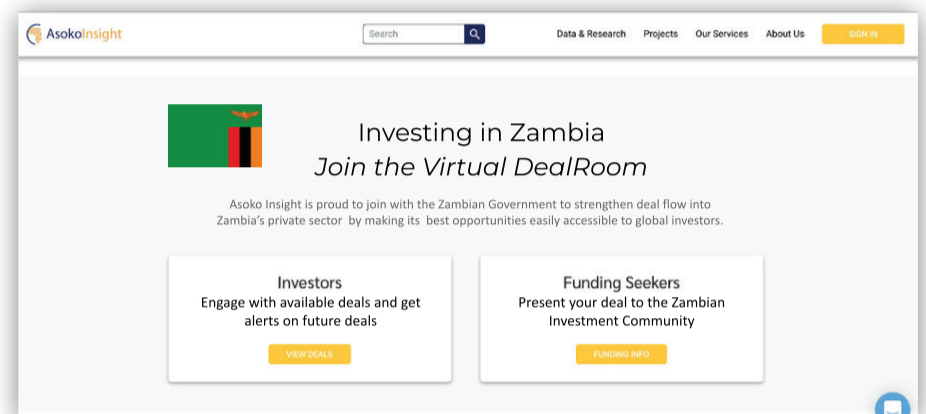 AsokoInsight
Search
Data & Research Projects Our Services About Us SIGN IN
Investing in Zambia
Join the Virtual DealRoom
Asoko Insight is proud to join with the Zambian Government to strengthen deal flow into
Zambia's private sector by making its best opportunities easily accessible to global investors.
Investors
Engage with available deals and get
alerts on future deals
VIEW DEALS
Funding Seekers
Present your deal to the Zambian
Investment Community
FUNDING INFO